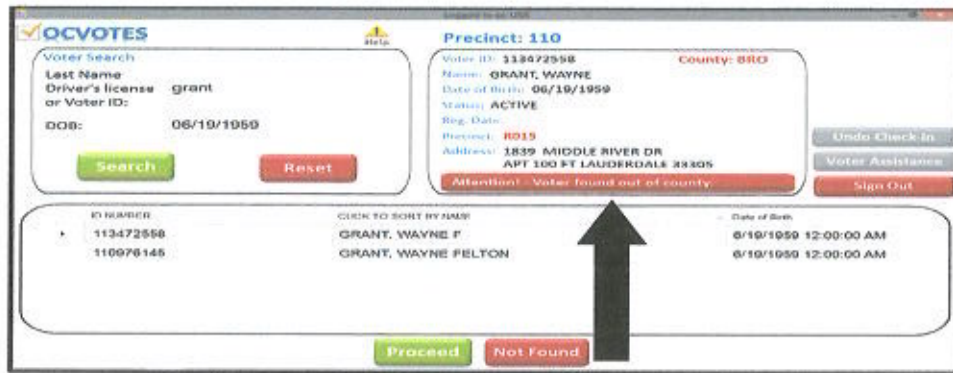 OCVOTES
Help
Precinct: 110
Voter Search
Last Name
Driver's license
or Voter ID:
grant
DOB: 06/19/1959
Search
Reset
Voter ID: 113472558 County: BRO
Name: GRANT, WAYNE
Date of Birth: 06/19/1959
Status: ACTIVE
Reg. Date:
Precinct: R015
Address: 1839 MIDDLE RIVER DR
APT 100 FT LAUDERDALE 33305
Attention! - Voter found out of county.
Undo Check-In
Voter Assistance
Sign Out
ID NUMBER CLICK TO SORT BY NAME Date of Birth
113472558 GRANT, WAYNE F 6/19/1959 12:00:00 AM
110976145 GRANT, WAYNE FELTON 6/19/1959 12:00:00 AM
Proceed
Not Found